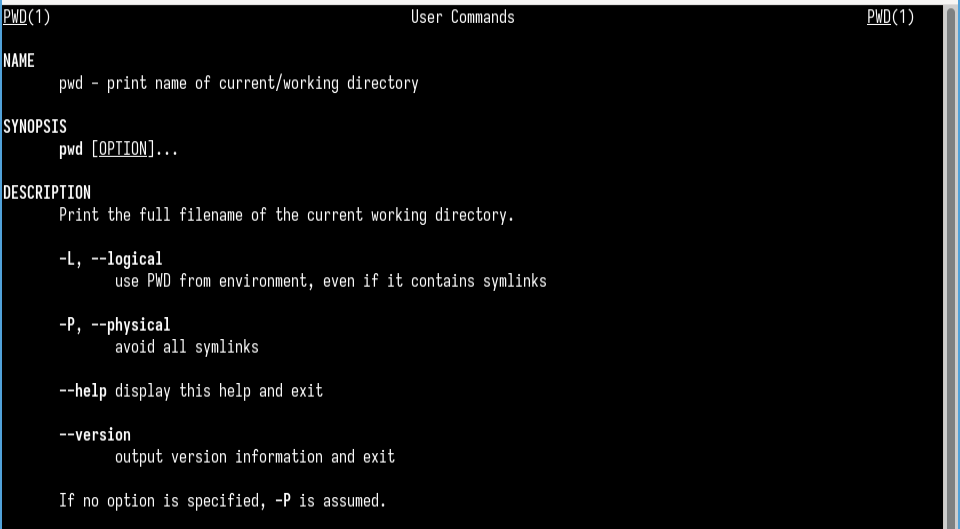 PWD(1) User Commands PWD(1)
NAME
pwd - print name of current/working directory
SYNOPSIS
pwd [OPTION]...
DESCRIPTION
Print the full filename of the current working directory.
-L, --logical
use PWD from environment, even if it contains symlinks
-P, --physical
avoid all symlinks
--help display this help and exit
--version
output version information and exit
If no option is specified, -P is assumed.